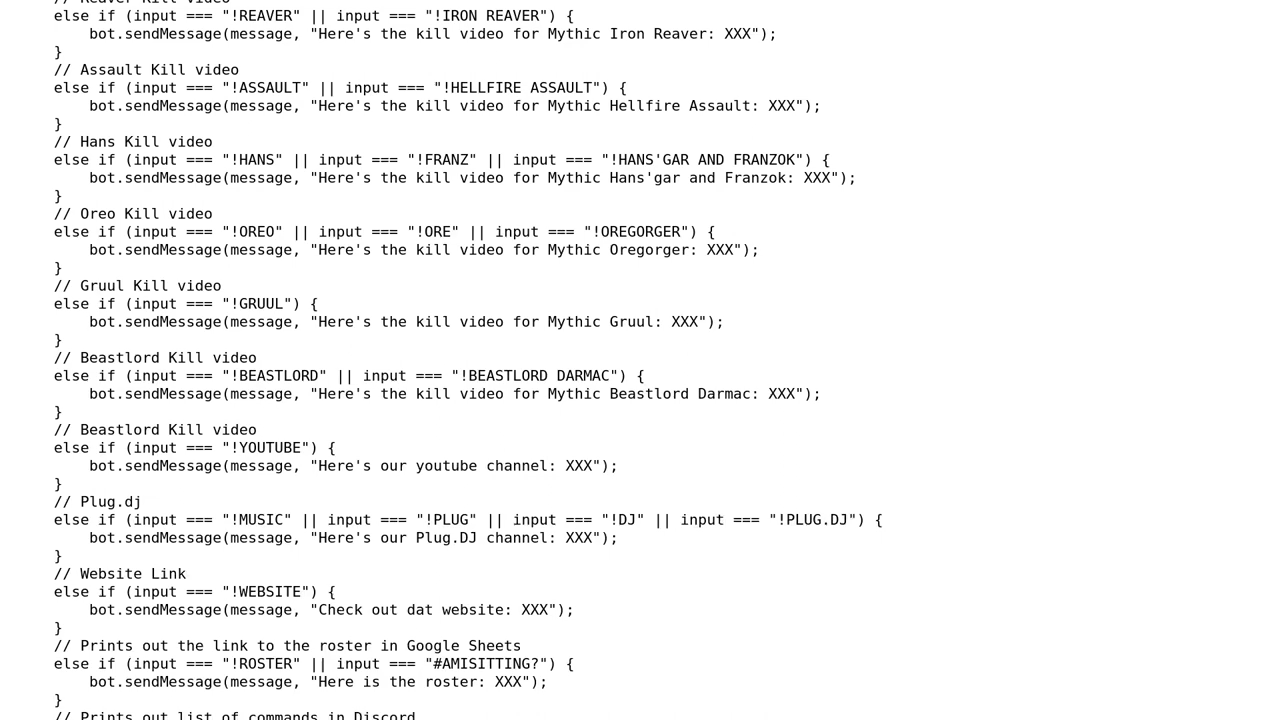 // Reaver Kill video
else if (input === "!REAVER" || input === "!IRON REAVER") {
bot.sendMessage(message, "Here's the kill video for Mythic Iron Reaver: XXX");
}
// Assault Kill video
else if (input === "!ASSAULT" || input === "!HELLFIRE ASSAULT") {
bot.sendMessage(message, "Here's the kill video for Mythic Hellfire Assault: XXX");
}
// Hans Kill video
else if (input === "!HANS" || input === "!FRANZ" || input === "!HANS'GAR AND FRANZOK") {
bot.sendMessage(message, "Here's the kill video for Mythic Hans'gar and Franzok: XXX");
}
// Oreo Kill video
else if (input === "!OREO" || input === "!ORE" || input === "!OREGORGER") {
bot.sendMessage(message, "Here's the kill video for Mythic Oregorger: XXX");
}
// Gruul Kill video
else if (input === "!GRUUL") {
bot.sendMessage(message, "Here's the kill video for Mythic Gruul: XXX");
}
// Beastlord Kill video
else if (input === "!BEASTLORD" || input === "!BEASTLORD DARMAC") {
bot.sendMessage(message, "Here's the kill video for Mythic Beastlord Darmac: XXX");
}
// Beastlord Kill video
else if (input === "!YOUTUBE") {
bot.sendMessage(message, "Here's our youtube channel: XXX");
}
// Plug.dj
else if (input === "!MUSIC" || input === "!PLUG" || input === "!DJ" || input === "!PLUG.DJ") {
bot.sendMessage(message, "Here's our Plug.DJ channel: XXX");
}
// Website Link
else if (input === "!WEBSITE") {
bot.sendMessage(message, "Check out dat website: XXX");
}
// Prints out the link to the roster in Google Sheets
else if (input === "!ROSTER" || input === "#AMISITTING?") {
bot.sendMessage(message, "Here is the roster: XXX");
}
// Prints out list of commands in Discord